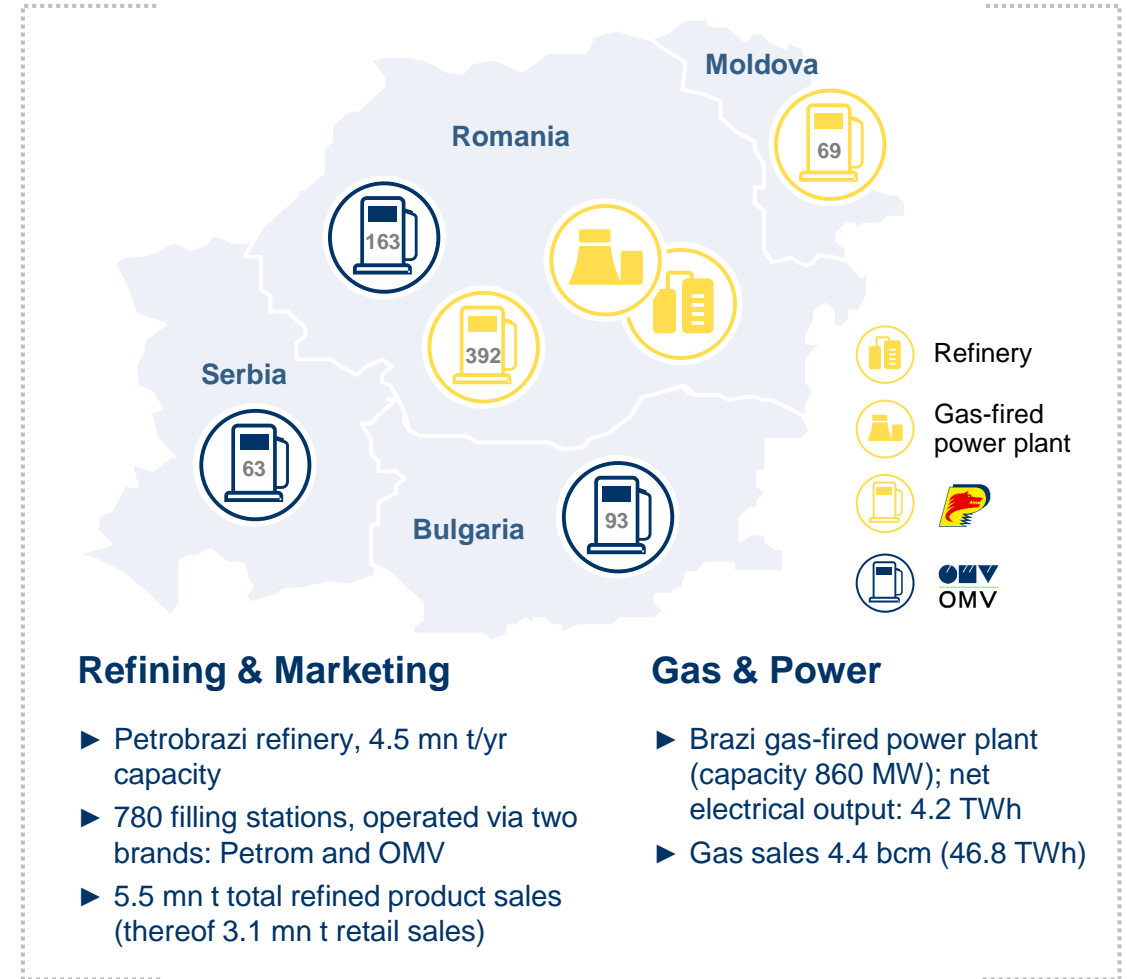 Moldova
69
Romania
163
392
Serbia
63
Bulgaria
93
Refinery
Gas-fired
power plant
OMV
OMV
Refining & Marketing
► Petrobrazi refinery, 4.5 mn t/yr
capacity
► 780 filling stations, operated via two
brands: Petrom and OMV
► 5.5 mn t total refined product sales
(thereof 3.1 mn t retail sales)
Gas & Power
► Brazi gas-fired power plant
(capacity 860 MW); net
electrical output: 4.2 TWh
► Gas sales 4.4 bcm (46.8 TWh)